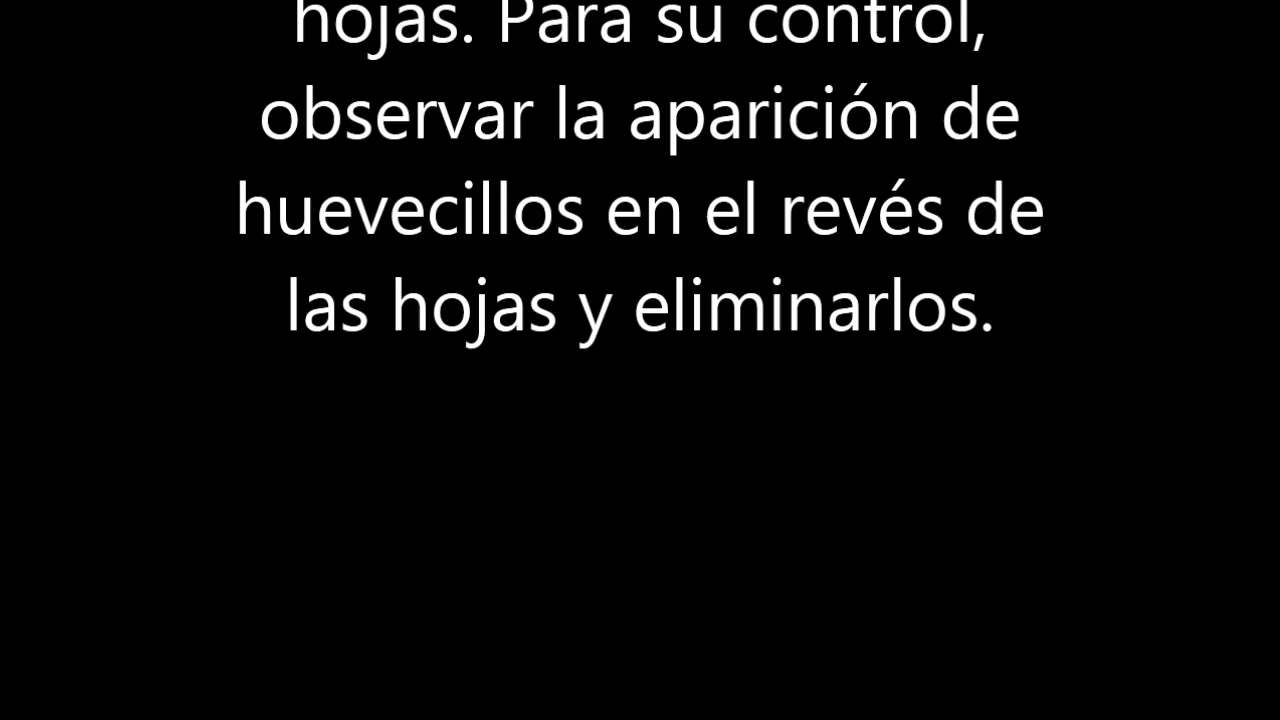 hojas. Para su control,
observar la aparición de
huevecillos en el revés de
las hojas y eliminarlos.